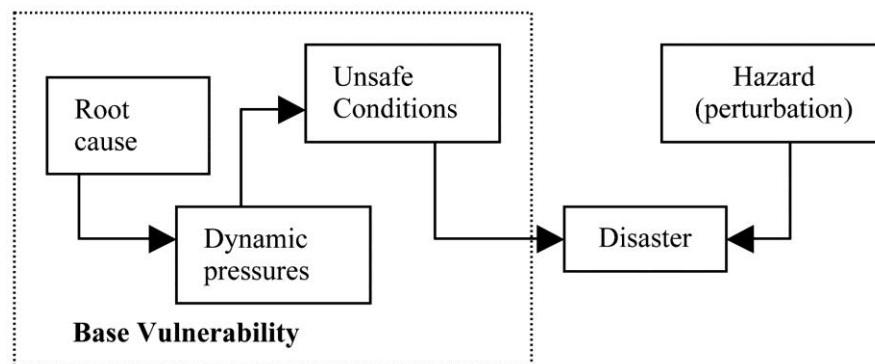 Root
cause
Dynamic
pressures
Unsafe
Conditions
Hazard
(perturbation)
Disaster
Base Vulnerability